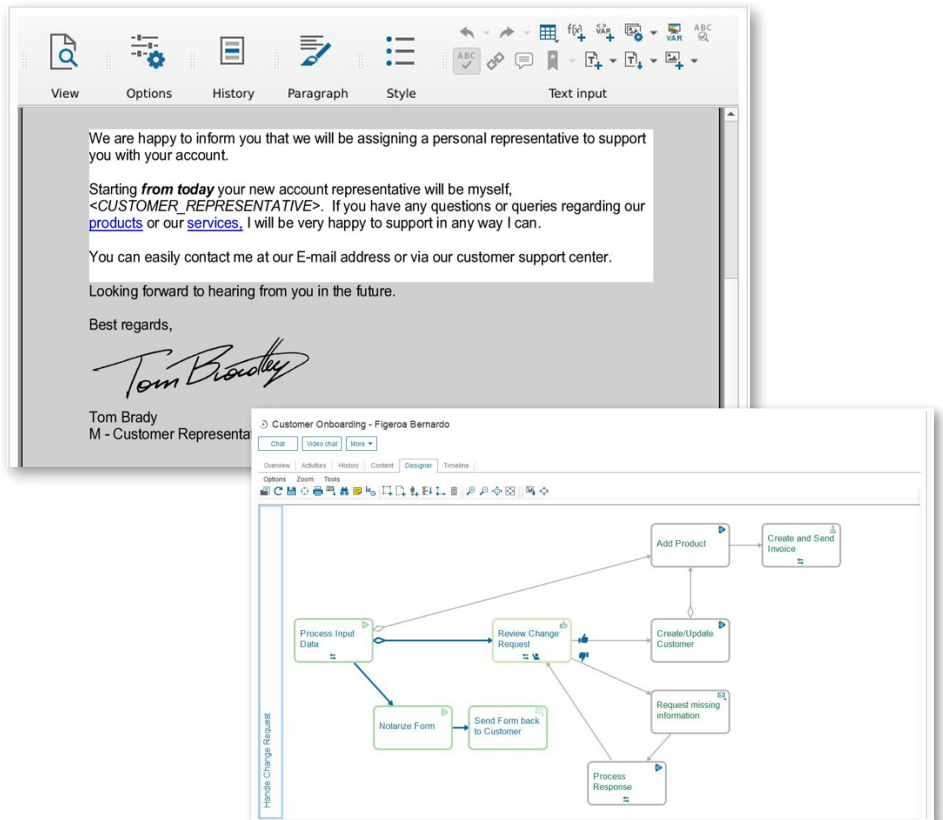 View Options History Paragraph Style Text input
f(x) VAR VAR ABC
ABC
We are happy to inform you that we will be assigning a personal representative to support
you with your account.
Starting from today your new account representative will be myself,
<CUSTOMER_REPRESENTATIVE>. If you have any questions or queries regarding our
products or our services, I will be very happy to support in any way I can.
You can easily contact me at our E-mail address or via our customer support center.
Looking forward to hearing from you in the future.
Best regards,
Tom Bradley
Tom Brady
M - Customer Representa
Customer Onboarding - Figeroa Bernardo
Chat Video chat More
Overview Activities History Content Designer Timeline
Options Zoom Tools
Handle Change Request
Process Input
Data
Review Change
Request
Add Product
Create and Send
Invoice
Create/Update
Customer
Notarize Form
Send Form back
to Customer
Request missing
information
Process
Response